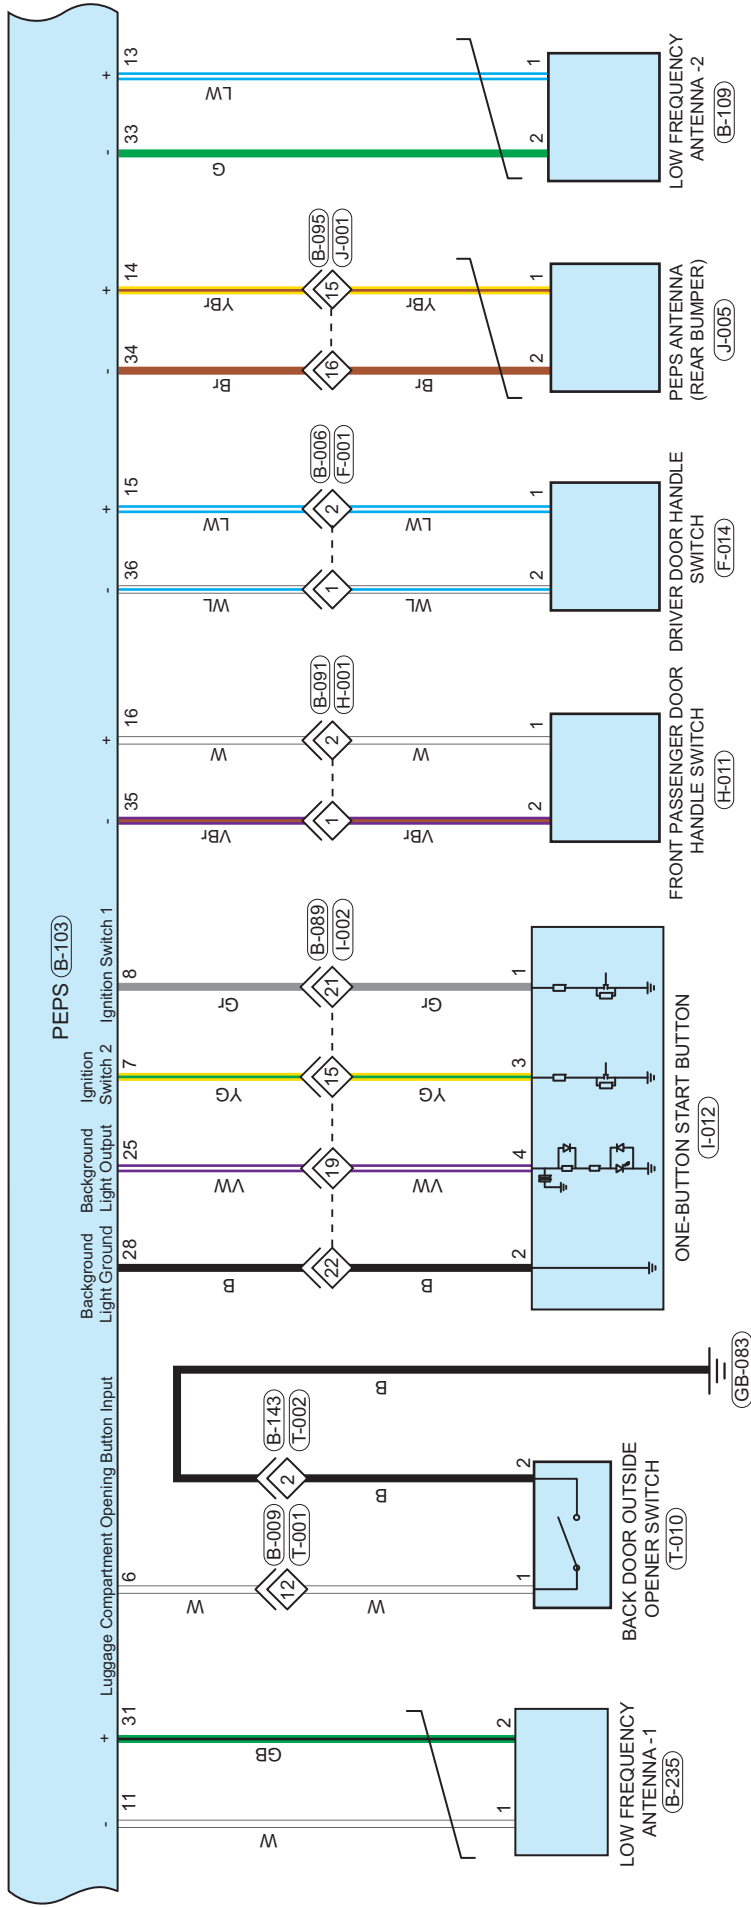 PEPS B-103
- 11
+ 31
Luggage Compartment Opening Button Input
6
Background
Light Ground
28
Background
Light Output
25
Ignition
Switch 2
7
Ignition Switch 1
8
- 35
+ 16
- 36
+ 15
- 34
+ 14
- 33
+ 13
W
GB
W
B
B
VW
YG
Gr
VBr
W
WL
LW
Br
YBr
G
LW
12
B-009
T-001
2
B-143
T-002
22
19
15
21
B-089
I-002
1
2
B-091
H-001
1
2
B-006
F-001
16
15
B-095
J-001
W
B
B
VW
YG
Gr
VBr
W
WL
LW
Br
YBr
1
2
1
2
2
4
3
1
2
1
2
1
2
1
2
1
LOW FREQUENCY
ANTENNA -1
B-235
BACK DOOR OUTSIDE
OPENER SWITCH
T-010
GB-083
ONE-BUTTON START BUTTON
I-012
FRONT PASSENGER DOOR
HANDLE SWITCH
H-011
DRIVER DOOR HANDLE
SWITCH
F-014
PEPS ANTENNA
(REAR BUMPER)
J-005
LOW FREQUENCY
ANTENNA -2
B-109